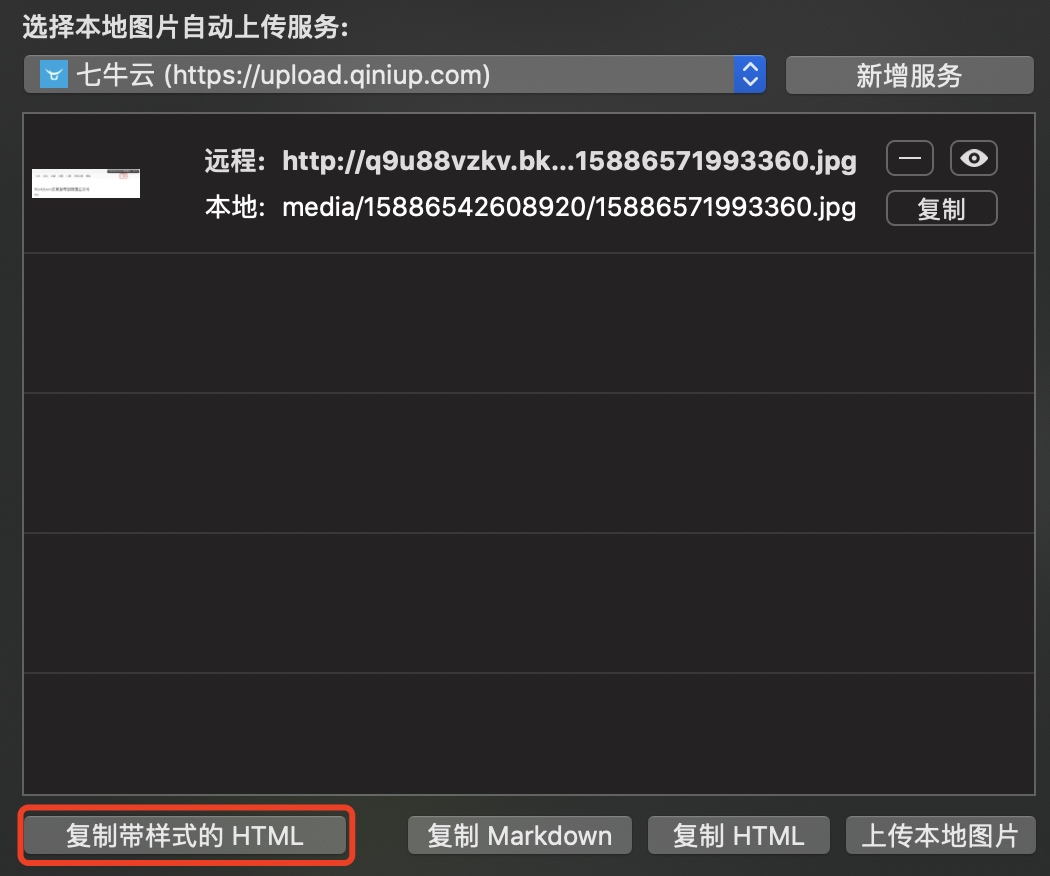 选择本地图片自动上传服务:
七牛云 (https://upload.qiniup.com)
新增服务
远程: http://q9u88vzkv.bk...15886571993360.jpg
本地: media/15886542608920/15886571993360.jpg
复制
复制带样式的 HTML
复制 Markdown
复制 HTML
上传本地图片